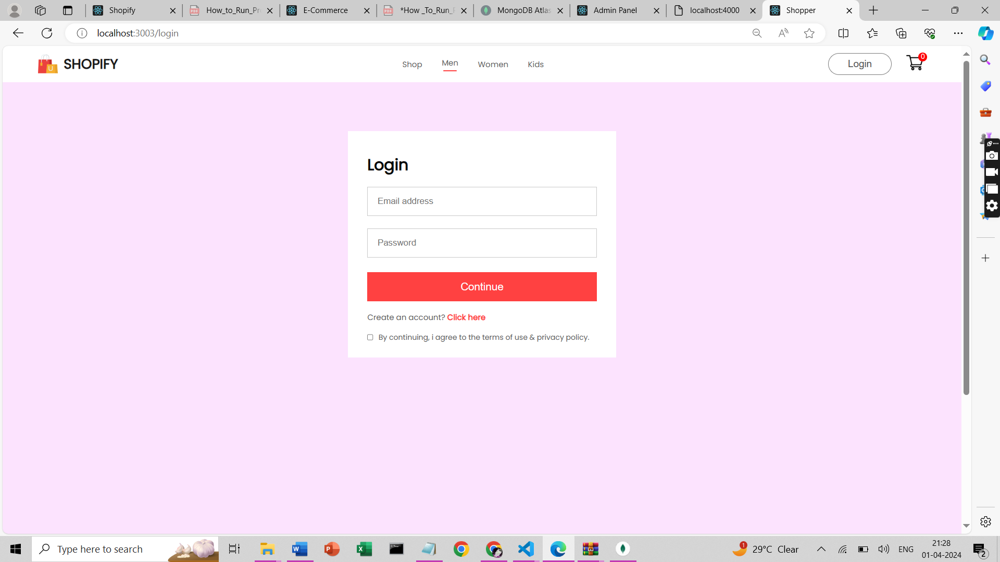 Shopify
How_to_Run_Pr
E-Commerce
*How _To_Run_P
MongoDB Atlas
Admin Panel
localhost:4000
Shopper
localhost:3003/login
SHOPIFY
Shop
Men
Women
Kids
Login
0
Login
Email address
Password
Continue
Create an account? Click here
By continuing, i agree to the terms of use & privacy policy.
Type here to search
1
29°C Clear
ENG
21:28
01-04-2024
2